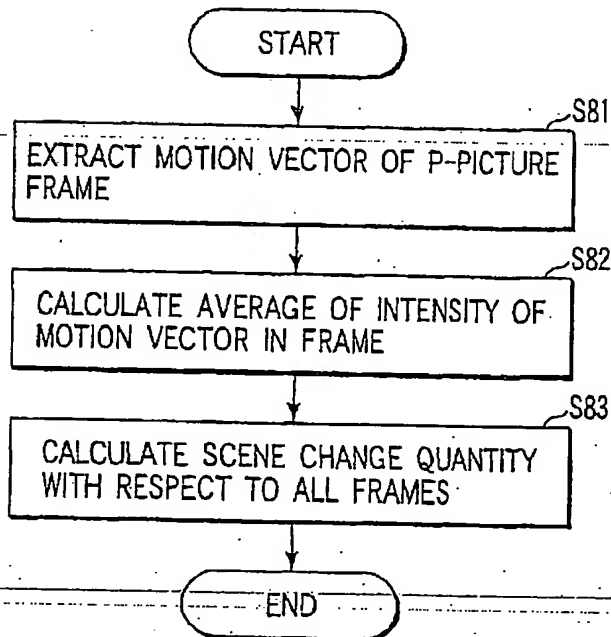 START
S81
EXTRACT MOTION VECTOR OF P-PICTURE
FRAME
S82
CALCULATE AVERAGE OF INTENSITY OF
MOTION VECTOR IN FRAME
S83
CALCULATE SCENE CHANGE QUANTITY
WITH RESPECT TO ALL FRAMES
END